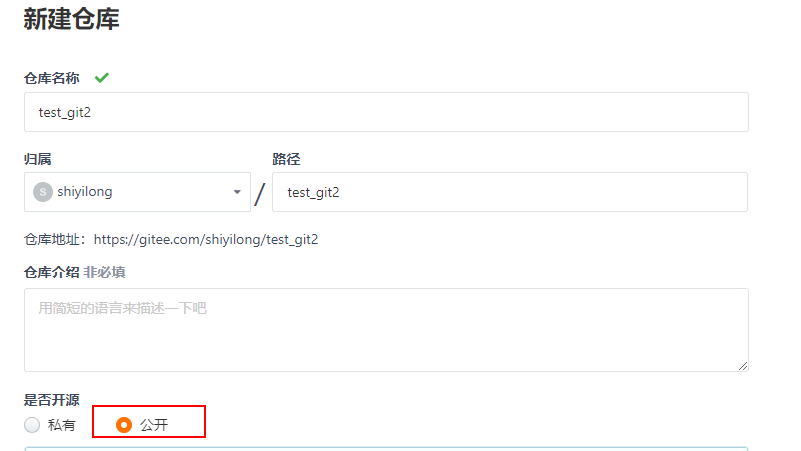 新建仓库
仓库名称
test_git2
归属 路径
S shiyilong / test_git2
仓库地址：https://gitee.com/shiyilong/test_git2
仓库介绍 非必填
用简短的语言来描述一下吧
是否开源
私有 公开